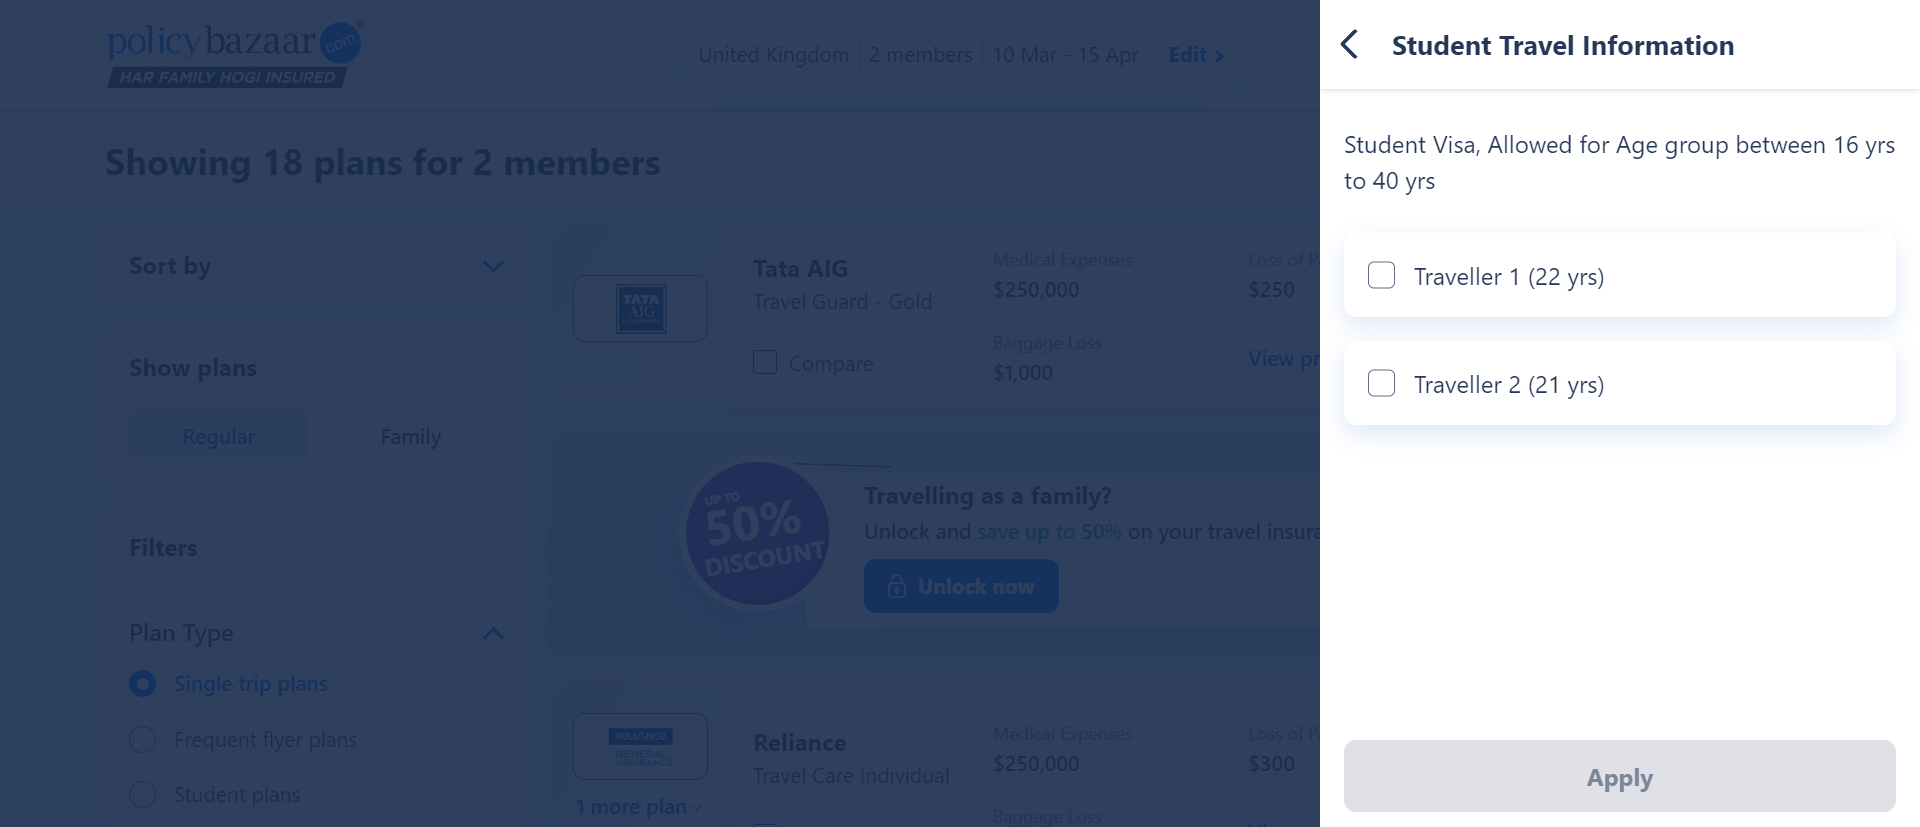 policybazaar.com®
HAR FAMILY HOGI INSURED
United Kingdom
2 members
10 Mar - 15 Apr
Edit
Showing 18 plans for 2 members
Sort by
Show plans
Regular
Family
Filters
Plan Type
Single trip plans
Frequent flyer plans
Student plans
TATA
AIG
INSURANCE
Tata AIG
Travel Guard - Gold
Compare
Medical Expenses
$250,000
Baggage Loss
$1,000
Loss of
$250
View
UP TO
50%
DISCOUNT
Travelling as a family?
Unlock and save up to 50% on your travel
Unlock now
RELIANCE
GENERAL
INSURANCE
1 more plan
Reliance
Travel Care Individual
Medical Expenses
$250,000
Baggage Loss
Loss of
$300
Student Travel Information
Student Visa, Allowed for Age group between 16 yrs
to 40 yrs
Traveller 1 (22 yrs)
Traveller 2 (21 yrs)
Apply